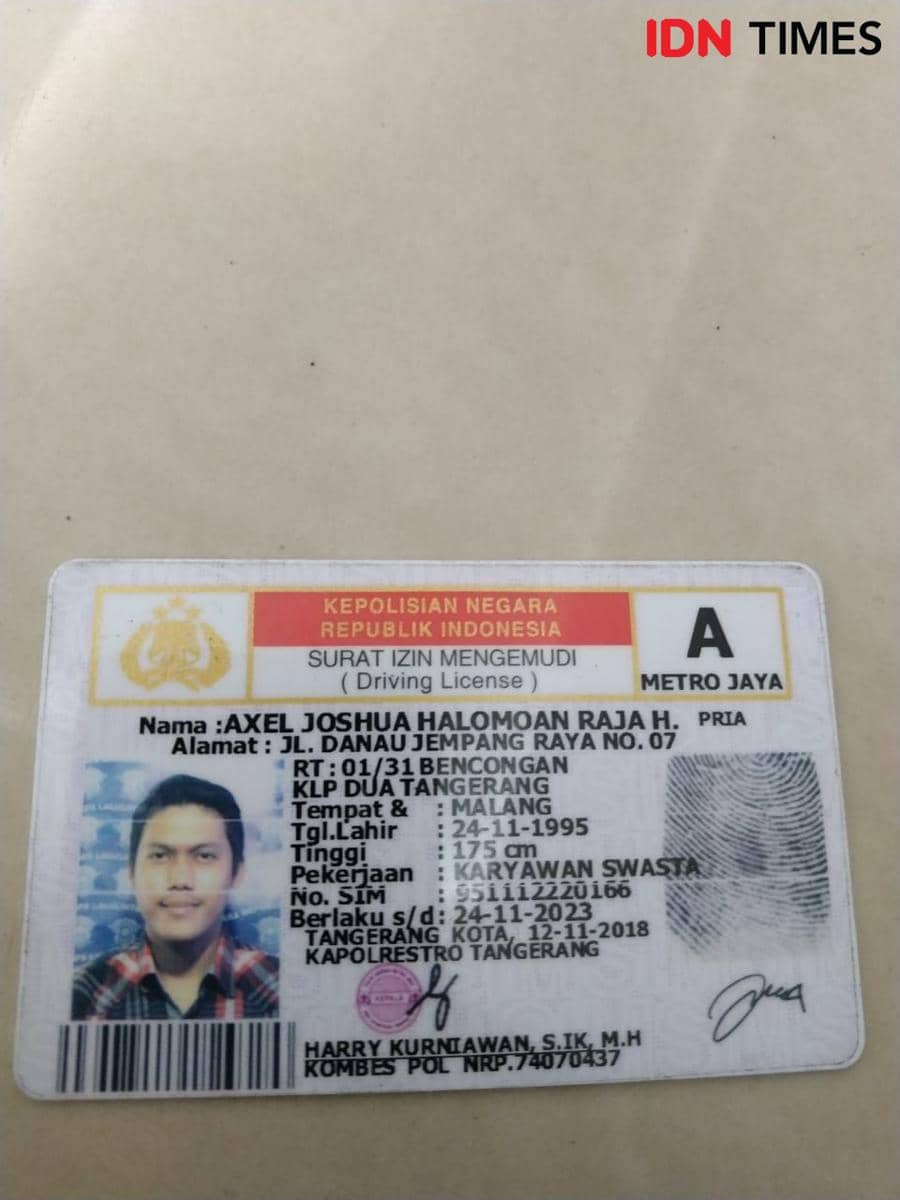 IDN TIMES
KEPOLISIAN NEGARA
REPUBLIK INDONESIA
SURAT IZIN MENGEMUDI
( Driving License )
A
METRO JAYA
Nama :AXEL JOSHUA HALOMOAN RAJA H. PRIA
Alamat : JL. DANAU JEMPANG RAYA NO. 07
RT : 01/31 BENCONGAN
KLP DUA TANGERANG
Tempat & : MALANG
Tgl.Lahir : 24-11-1995
Tinggi : 175 cm
Pekerjaan : KARYAWAN SWASTA
No. SIM : 951112220166
Berlaku s/d : 24-11-2023
TANGERANG KOTA, 12-11-2018
KAPOLRESTRO TANGERANG
HARRY KURNIAWAN, S.IK, M.H
KOMBES POL NRP.74070437